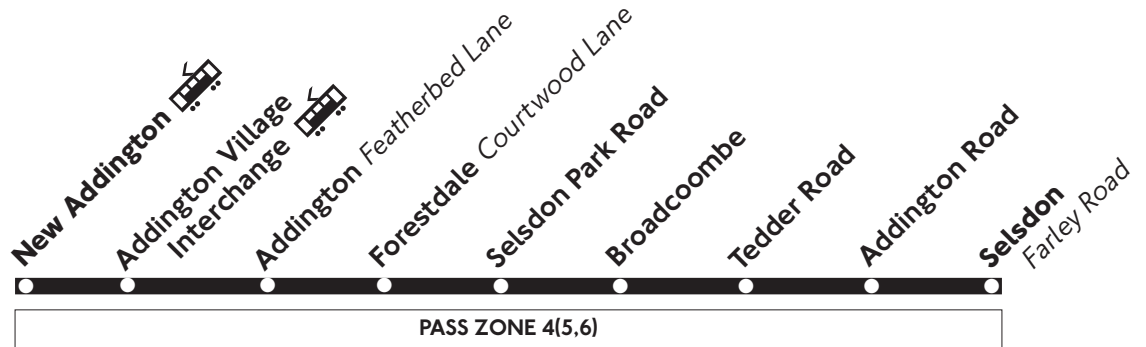 New Addington
Addington Village
Interchange
Addington Featherbed Lane
Forestdale Courtwood Lane
Selsdon Park Road
Broadcoombe
Tedder Road
Addington Road
Selsdon
Farley Road
PASS ZONE 4(5,6)